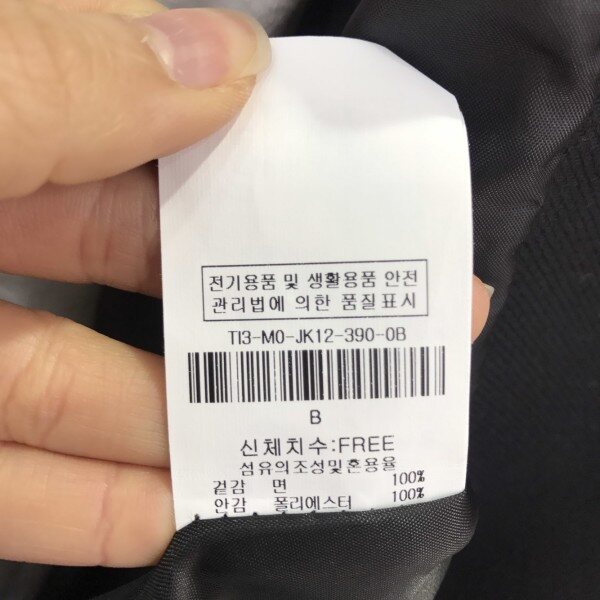 전기용품 및 생활용품 안전
관리법에 의한 품질표시
TI3-M0-JK12-390-0B
B
신체치수:FREE
섬유의조성및혼용율
겉감 면 100%
안감 폴리에스터 100%